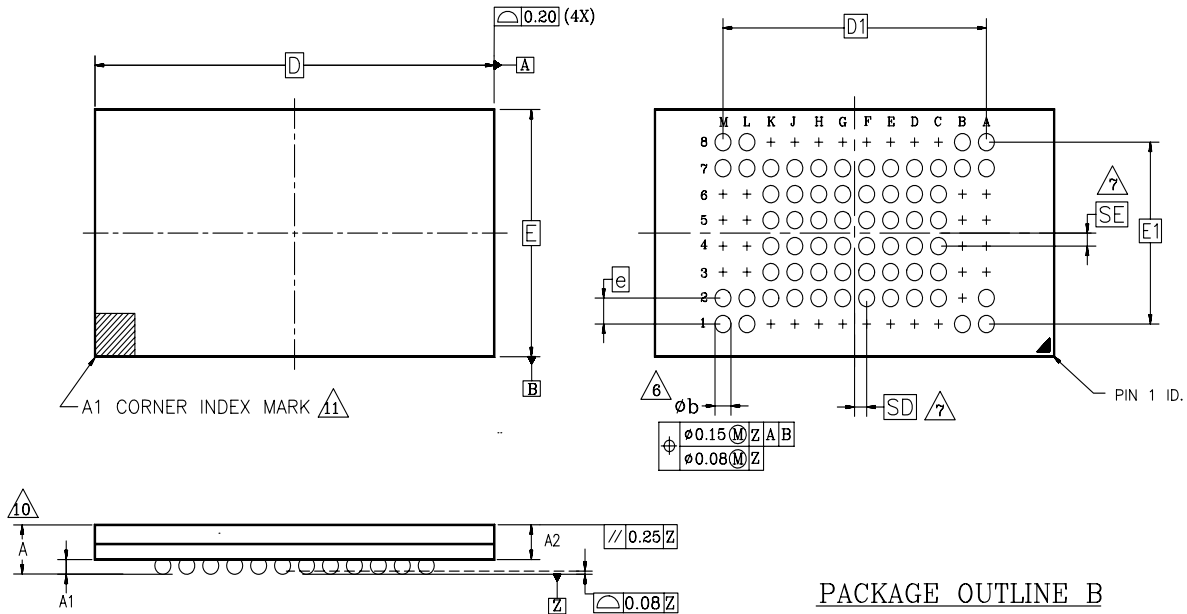 0.20 (4X)
D
A
E
B
A1 CORNER INDEX MARK 11
D1
M L K J H G F E D C B A
8
7
6
5
4
3
2
1
7
SE
E1
e
6
øb
SD 7
PIN 1 ID.
ø0.15 Ⓜ Z A B
ø0.08 Ⓜ Z
10
A
A1
A2
// 0.25 Z
Z
0.08 Z
PACKAGE OUTLINE B